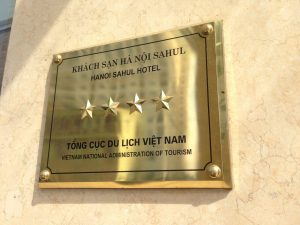 KHÁCH SẠN HÀ NỘI SAHUL
HANOI SAHUL HOTEL
TỔNG CỤC DU LỊCH VIỆT NAM
VIETNAM NATIONAL ADMINISTRATION OF TOURISM